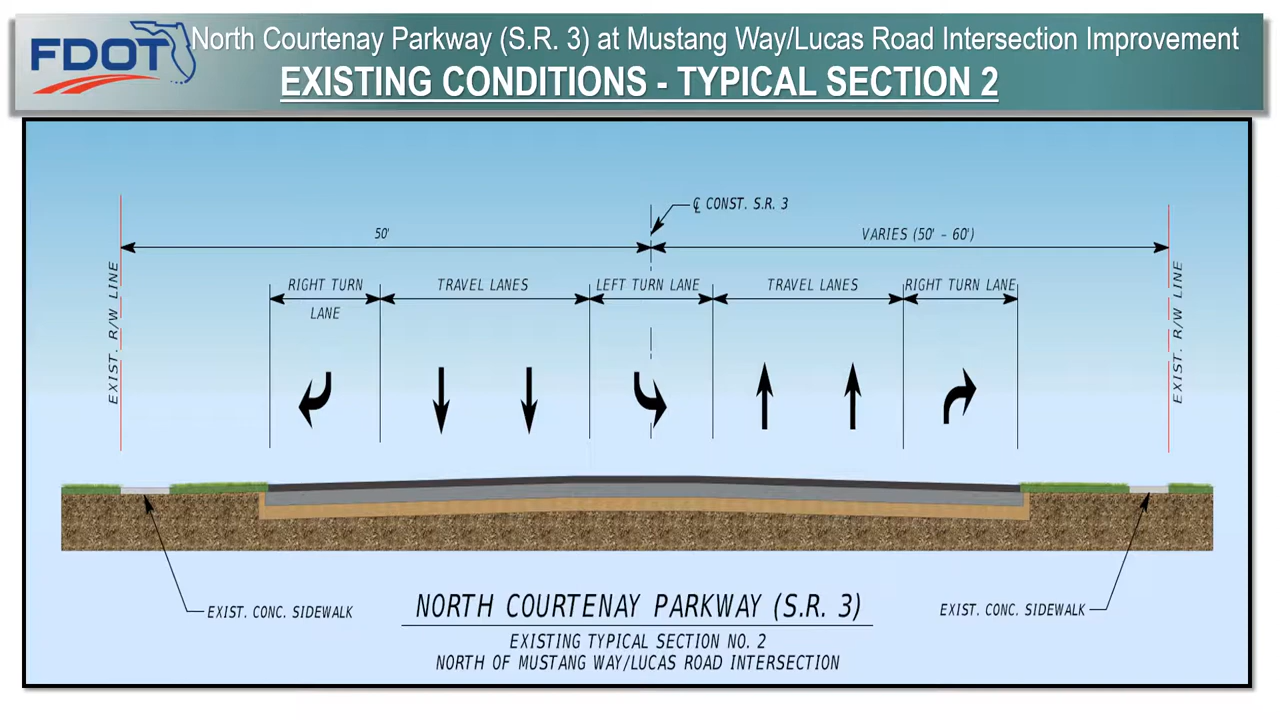 FDOT
North Courtenay Parkway (S.R. 3) at Mustang Way/Lucas Road Intersection Improvement
EXISTING CONDITIONS - TYPICAL SECTION 2
℄ CONST. S.R. 3
50'
VARIES (50' - 60')
EXIST. R/W LINE
RIGHT TURN
LANE
TRAVEL LANES
LEFT TURN LANE
TRAVEL LANES
RIGHT TURN LANE
EXIST. R/W LINE
EXIST. CONC. SIDEWALK
EXIST. CONC. SIDEWALK
NORTH COURTENAY PARKWAY (S.R. 3)
EXISTING TYPICAL SECTION NO. 2
NORTH OF MUSTANG WAY/LUCAS ROAD INTERSECTION